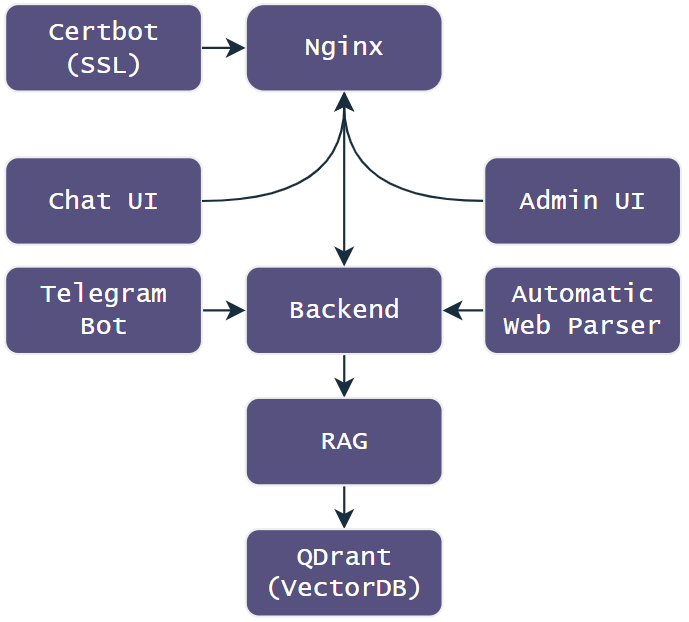 Certbot
(SSL)
Nginx
Chat UI
Admin UI
Telegram
Bot
Backend
Automatic
Web Parser
RAG
QDrant
(VectorDB)